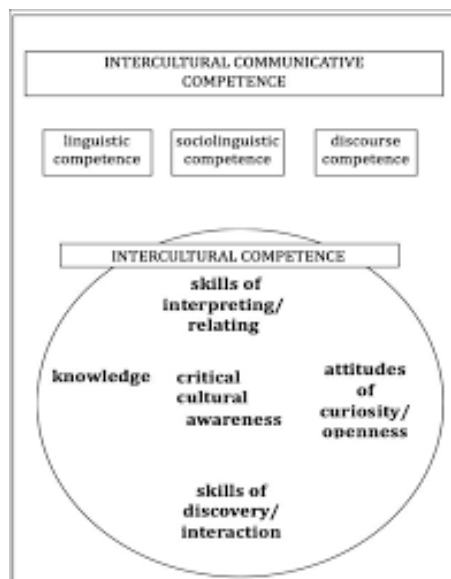 INTERCULTURAL COMMUNICATIVE
COMPETENCE
linguistic
competence
sociolinguistic
competence
discourse
competence
INTERCULTURAL COMPETENCE
skills of
interpreting/
relating
knowledge
critical
cultural
awareness
attitudes
of
curiosity/
openness
skills of
discovery/
interaction